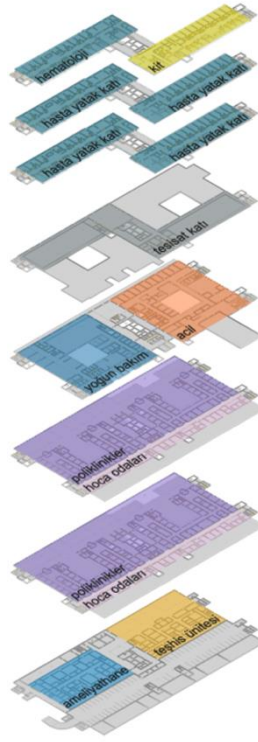 hematoloji
kit
hasta yatak katı
hasta yatak katı
hasta yatak katı
hasta yatak katı
tesisat katı
acil
yoğun bakım
poliklinikler
hoca odaları
poliklinikler
hoca odaları
teşhis ünitesi
ameliyathane